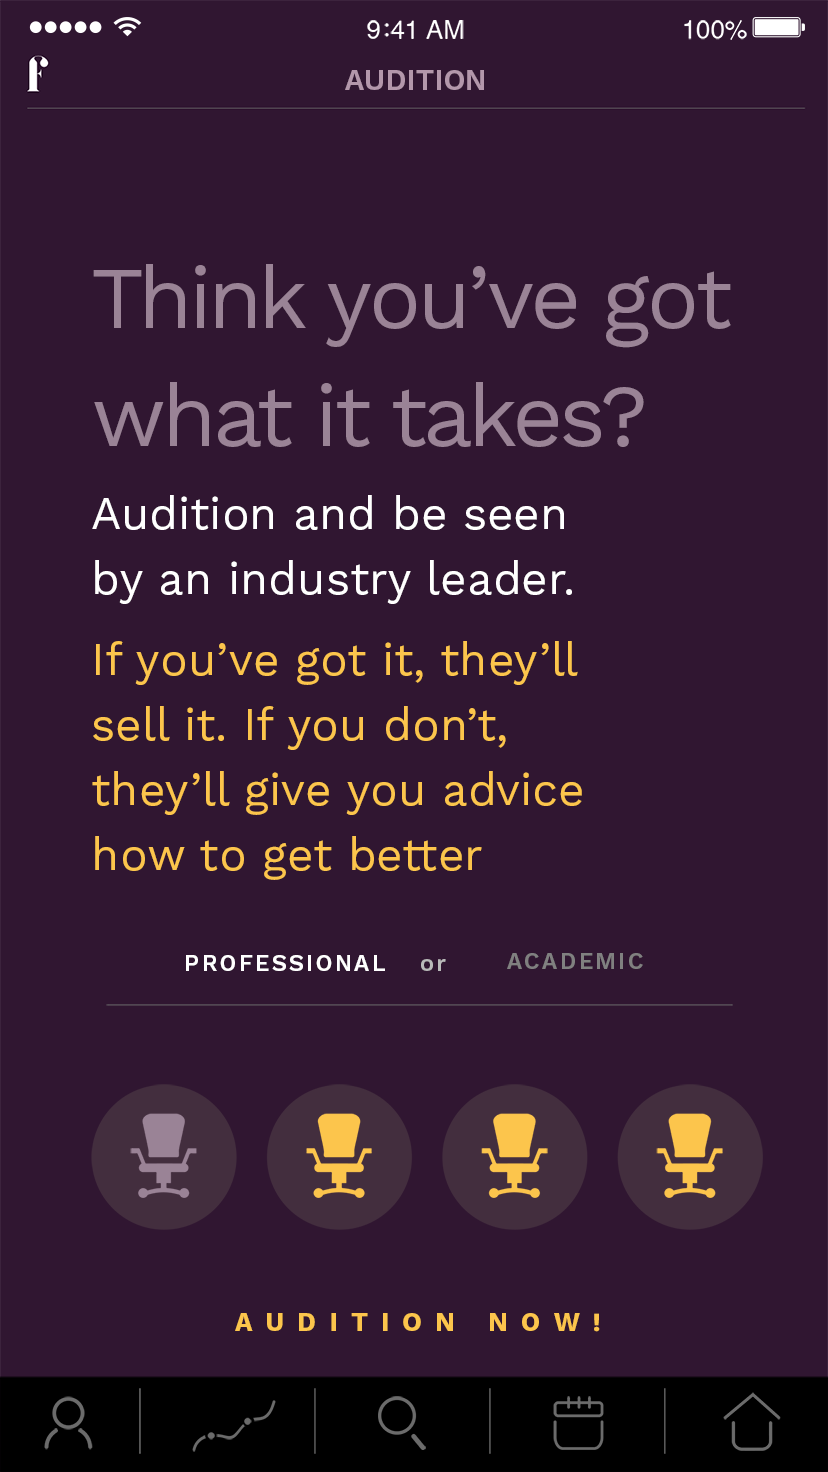 9:41 AM
100%
f
AUDITION
Think you’ve got
what it takes?
Audition and be seen
by an industry leader.
If you’ve got it, they’ll
sell it. If you don’t,
they’ll give you advice
how to get better
PROFESSIONAL or ACADEMIC
AUDITION NOW!